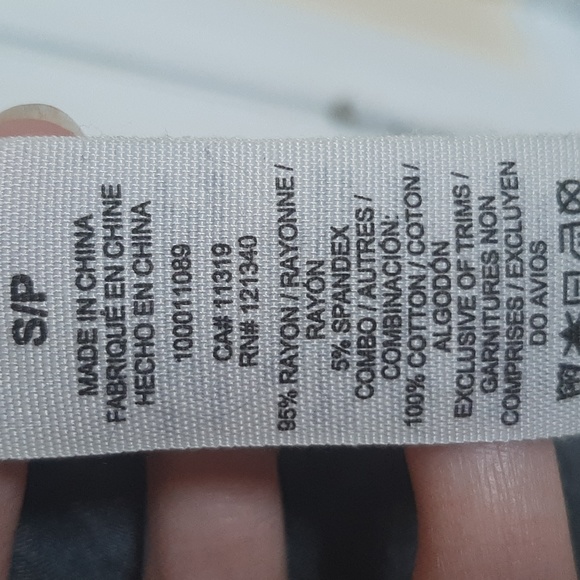 S/P
MADE IN CHINA
FABRIQUÉ EN CHINE
HECHO EN CHINA
100011089
CA# 11319
RN# 121340
95% RAYON / RAYONNE /
RAYÓN
5% SPANDEX
COMBO / AUTRES /
COMBINACIÓN:
100% COTTON / COTON /
ALGODÓN
EXCLUSIVE OF TRIMS /
GARNITURES NON
COMPRISES / EXCLUYEN
DO AVIOS